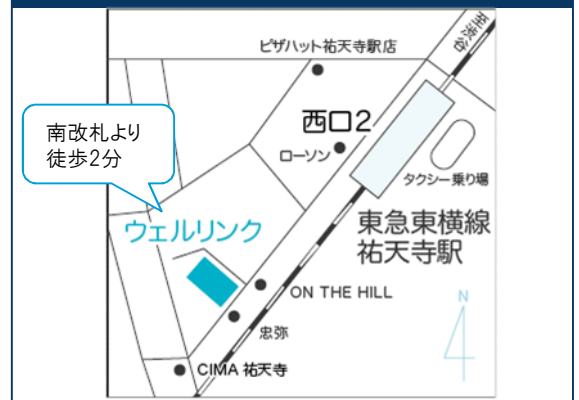 至渋谷
ピザハット祐天寺駅店
西口2
ローソン
タクシー乗り場
南改札より
徒歩2分
ウェルリンク
東急東横線
祐天寺駅
ON THE HILL
忠弥
CIMA 祐天寺
N